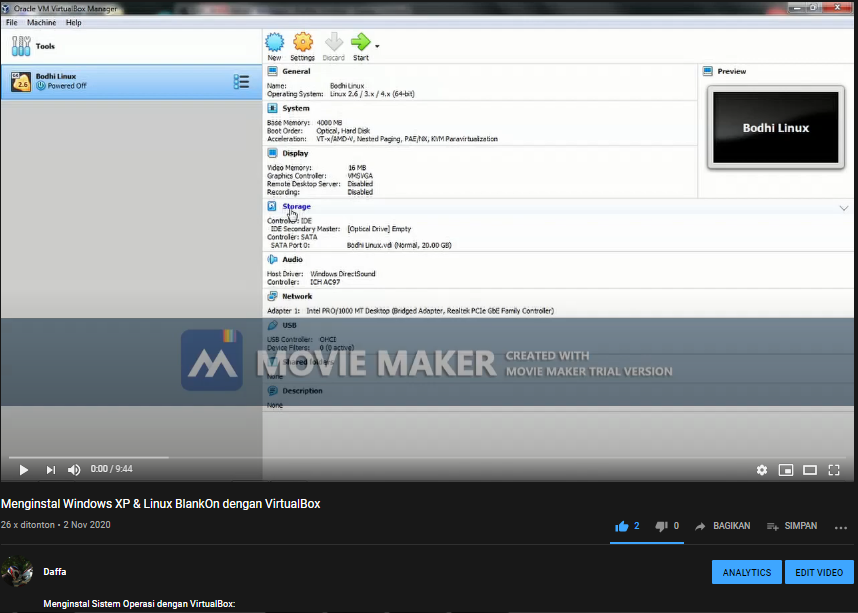 Oracle VM VirtualBox Manager
File Machine Help
Tools
New Settings Discard Start
Bodhi Linux
Powered Off
General
Name: Bodhi Linux
Operating System: Linux 2.6 / 3.x / 4.x (64-bit)
System
Base Memory: 4000 MB
Boot Order: Optical, Hard Disk
Acceleration: VT-x/AMD-V, Nested Paging, PAE/NX, KVM Paravirtualization
Display
Video Memory: 16 MB
Graphics Controller: VMSVGA
Remote Desktop Server: Disabled
Recording: Disabled
Preview
Bodhi Linux
Storage
Controller: IDE
IDE Secondary Master: [Optical Drive] Empty
Controller: SATA
SATA Port 0: Bodhi Linux.vdi (Normal, 20.00 GB)
Audio
Host Driver: Windows DirectSound
Controller: ICH AC97
Network
Adapter 1: Intel PRO/1000 MT Desktop (Bridged Adapter, Realtek PCIe GbE Family Controller)
USB
USB Controller: OHCI
Device Filters: 0 (0 active)
Shared folders
None
MOVIE MAKER
CREATED WITH
MOVIE MAKER TRIAL VERSION
Description
None
0:00 / 9:44
Menginstal Windows XP & Linux BlankOn dengan VirtualBox
26 x ditonton • 2 Nov 2020
2 0 BAGIKAN SIMPAN
Daffa
ANALYTICS EDIT VIDEO
Menginstal Sistem Operasi dengan VirtualBox: